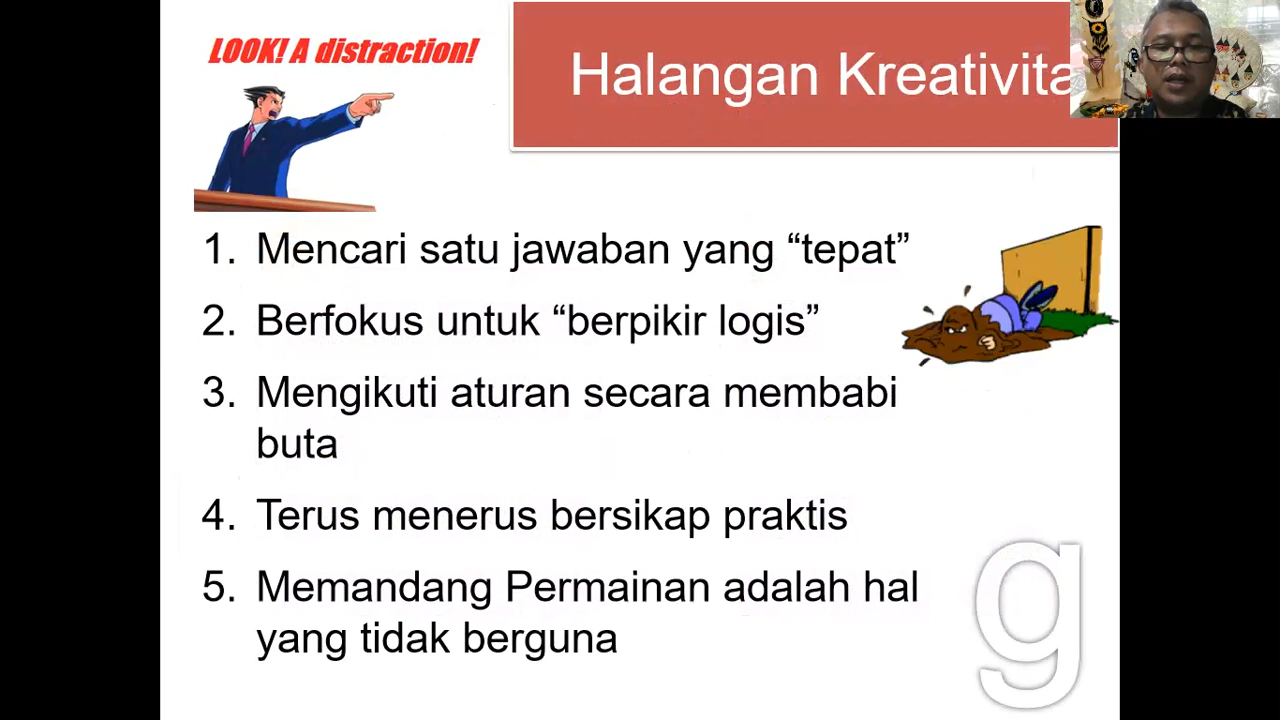 LOOK! A distraction!
Halangan Kreativita
1. Mencari satu jawaban yang “tepat”
2. Berfokus untuk “berpikir logis”
3. Mengikuti aturan secara membabi
buta
4. Terus menerus bersikap praktis
5. Memandang Permainan adalah hal
yang tidak berguna
g